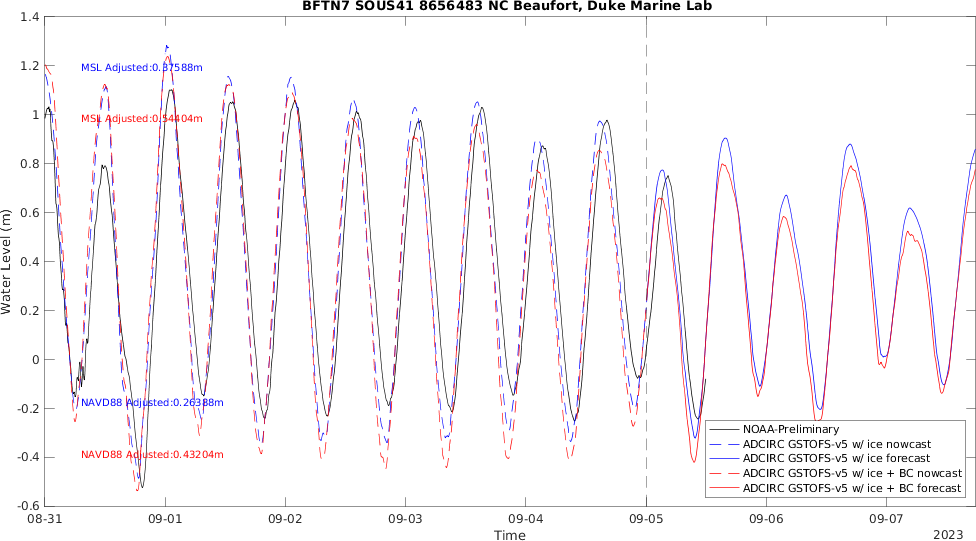 BFTN7 SOUS41 8656483 NC Beaufort, Duke Marine Lab
1.4
1.2
1
0.8
0.6
0.4
0.2
0
-0.2
-0.4
-0.6
Water Level (m)
MSL Adjusted:0.37588m
MSL Adjusted:0.54404m
NAVD88 Adjusted:0.26388m
NAVD88 Adjusted:0.43204m
NOAA-Preliminary
ADCIRC GSTOFS-v5 w/ ice nowcast
ADCIRC GSTOFS-v5 w/ ice forecast
ADCIRC GSTOFS-v5 w/ ice + BC nowcast
ADCIRC GSTOFS-v5 w/ ice + BC forecast
08-31 09-01 09-02 09-03 09-04 09-05 09-06 09-07
Time
2023